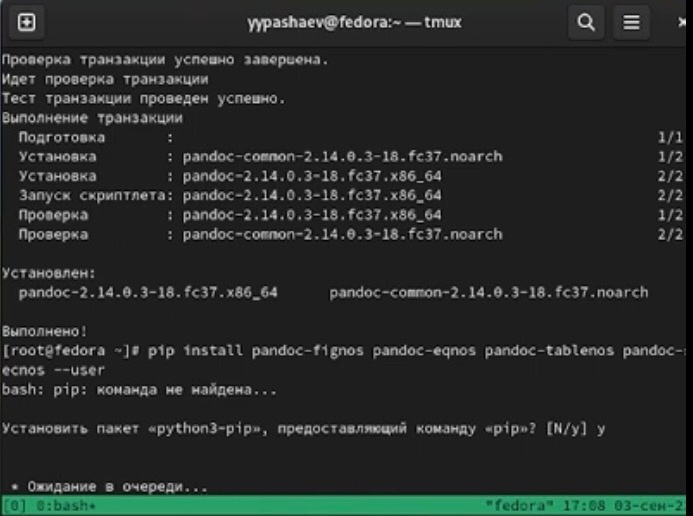 yypashaev@fedora:~ — tmux
Проверка транзакции успешно завершена.
Идет проверка транзакции
Тест транзакции проведен успешно.
Выполнение транзакции
Подготовка : 1/1
Установка : pandoc-common-2.14.0.3-18.fc37.noarch 1/2
Установка : pandoc-2.14.0.3-18.fc37.x86_64 2/2
Запуск скриптлета: pandoc-2.14.0.3-18.fc37.x86_64 2/2
Проверка : pandoc-2.14.0.3-18.fc37.x86_64 1/2
Проверка : pandoc-common-2.14.0.3-18.fc37.noarch 2/2
Установлен:
pandoc-2.14.0.3-18.fc37.x86_64 pandoc-common-2.14.0.3-18.fc37.noarch
Выполнено!
[root@fedora ~]# pip install pandoc-fignos pandoc-eqnos pandoc-tablenos pandoc-
ecnos --user
bash: pip: команда не найдена...
Установить пакет «python3-pip», предоставляющий команду «pip»? [N/y] y
* Ожидание в очереди...
[0] 0:bash* "fedora" 17:08 03-сен-2